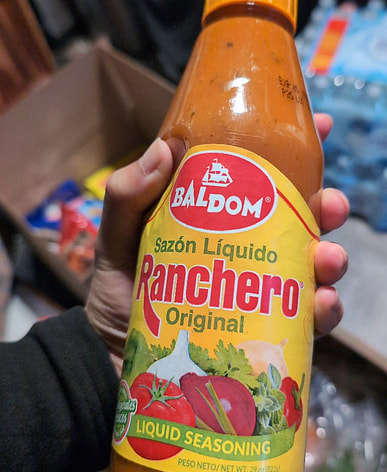 BALDOM®
Sazón Líquido
Ranchero®
Original
LIQUID SEASONING
PESO NETO/ NET WT.